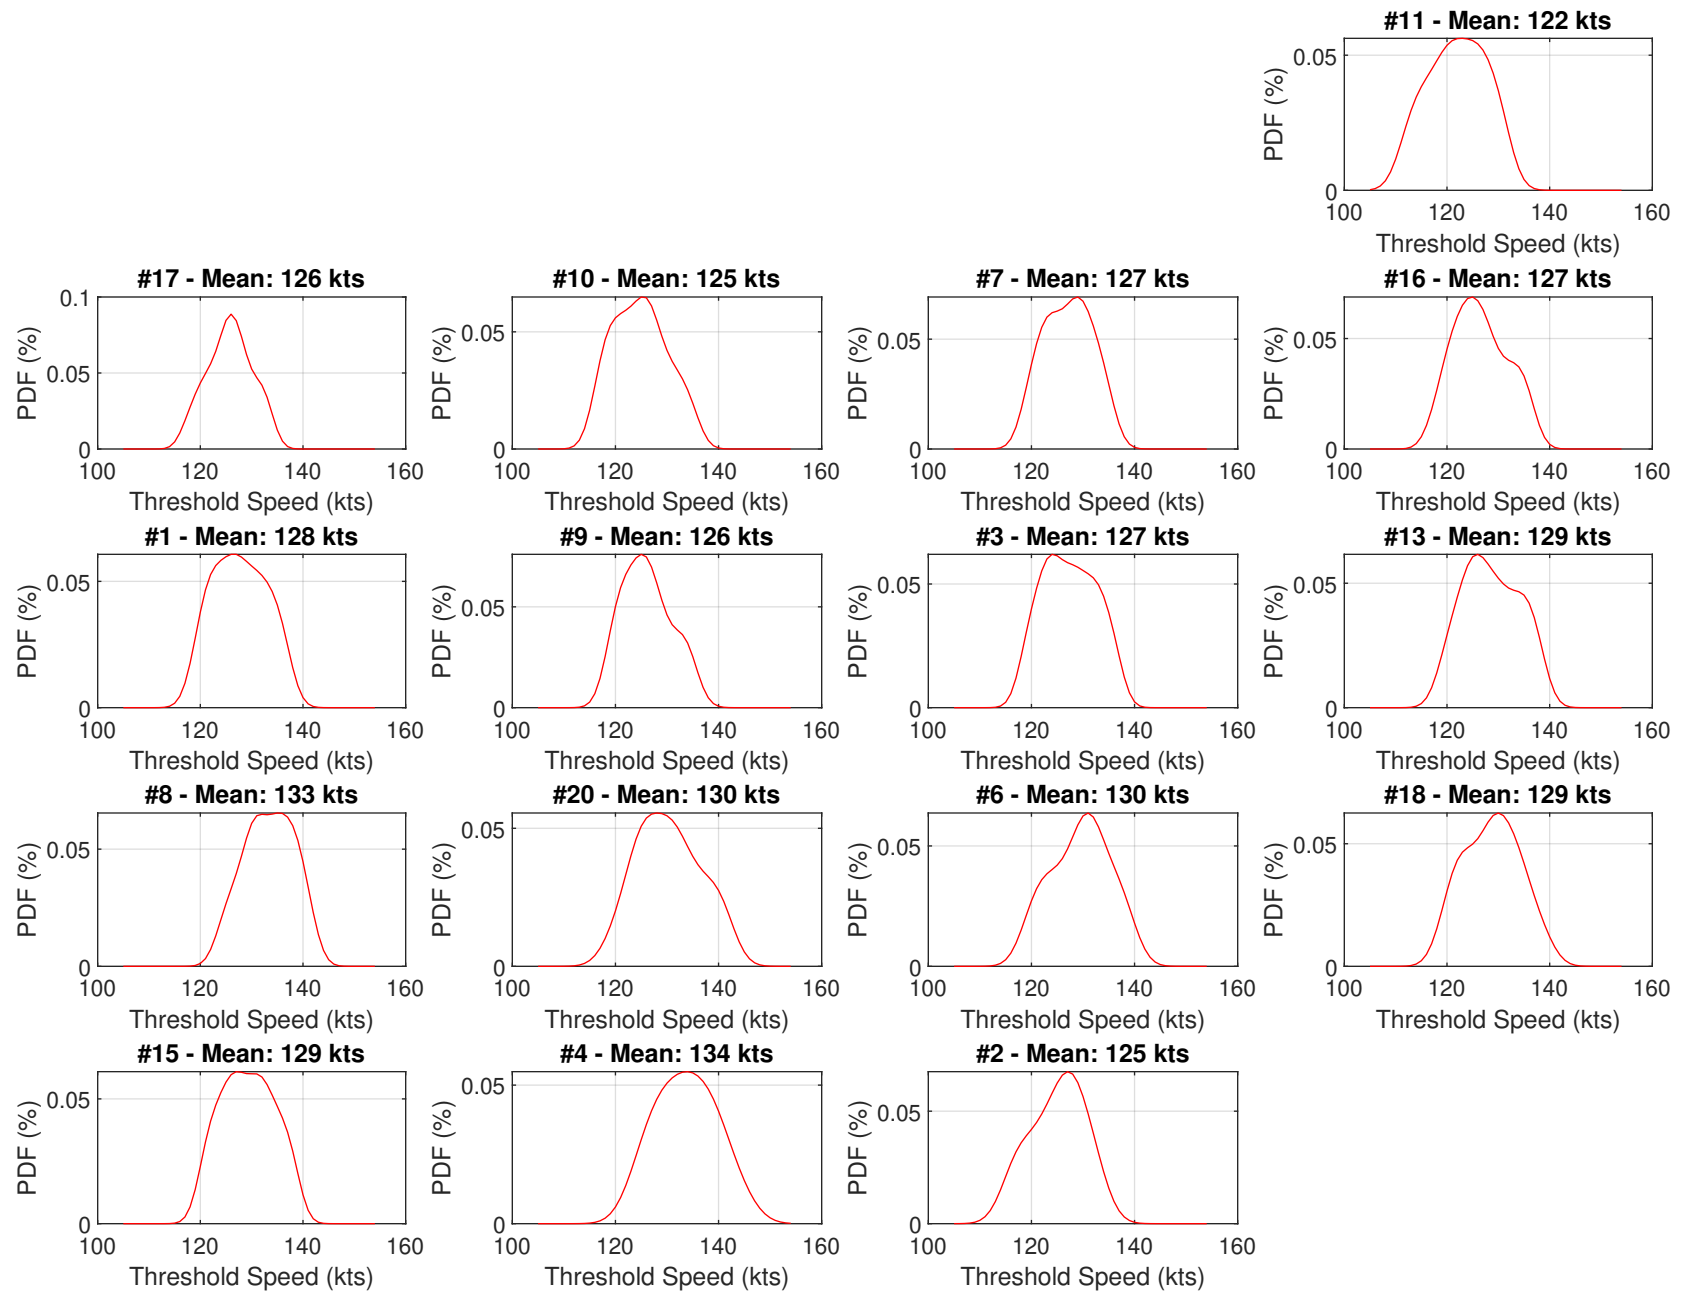 #11 - Mean: 122 kts
0.05
PDF (%)
0
100 120 140 160
Threshold Speed (kts)
#17 - Mean: 126 kts
0.1
0.05
PDF (%)
0
100 120 140 160
Threshold Speed (kts)
#10 - Mean: 125 kts
0.05
PDF (%)
0
100 120 140 160
Threshold Speed (kts)
#7 - Mean: 127 kts
0.05
PDF (%)
0
100 120 140 160
Threshold Speed (kts)
#16 - Mean: 127 kts
0.05
PDF (%)
0
100 120 140 160
Threshold Speed (kts)
#1 - Mean: 128 kts
0.05
PDF (%)
0
100 120 140 160
Threshold Speed (kts)
#9 - Mean: 126 kts
0.05
PDF (%)
0
100 120 140 160
Threshold Speed (kts)
#3 - Mean: 127 kts
0.05
PDF (%)
0
100 120 140 160
Threshold Speed (kts)
#13 - Mean: 129 kts
0.05
PDF (%)
0
100 120 140 160
Threshold Speed (kts)
#8 - Mean: 133 kts
0.05
PDF (%)
0
100 120 140 160
Threshold Speed (kts)
#20 - Mean: 130 kts
0.05
PDF (%)
0
100 120 140 160
Threshold Speed (kts)
#6 - Mean: 130 kts
0.05
PDF (%)
0
100 120 140 160
Threshold Speed (kts)
#18 - Mean: 129 kts
0.05
PDF (%)
0
100 120 140 160
Threshold Speed (kts)
#15 - Mean: 129 kts
0.05
PDF (%)
0
100 120 140 160
Threshold Speed (kts)
#4 - Mean: 134 kts
0.05
PDF (%)
0
100 120 140 160
Threshold Speed (kts)
#2 - Mean: 125 kts
0.05
PDF (%)
0
100 120 140 160
Threshold Speed (kts)